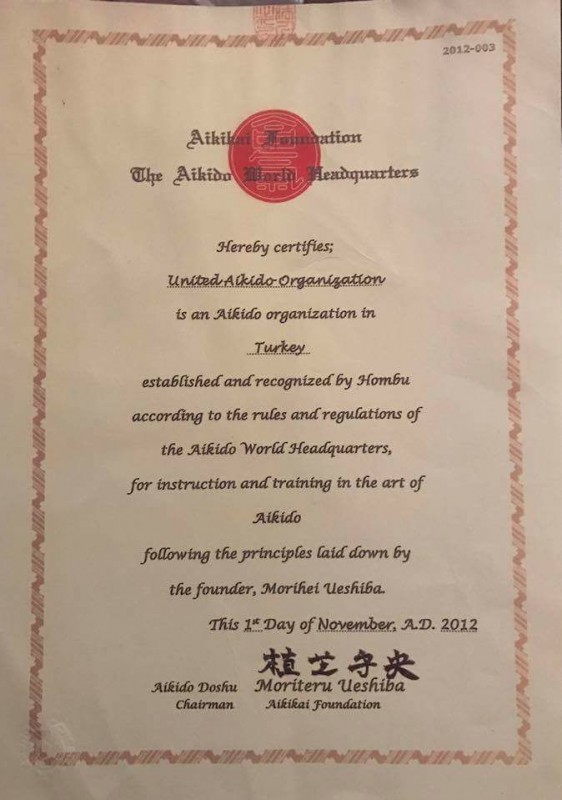 2012-003
Aikikai Foundation
The Aikido World Headquarters
Hereby certifies;
United Aikido Organization
is an Aikido organization in
Turkey
established and recognized by Hombu
according to the rules and regulations of
the Aikido World Headquarters,
for instruction and training in the art of
Aikido
following the principles laid down by
the founder, Morihei Ueshiba.
This 1st Day of November, A.D. 2012
植芝守央
Aikido Doshu Moriteru Ueshiba
Chairman Aikikai Foundation